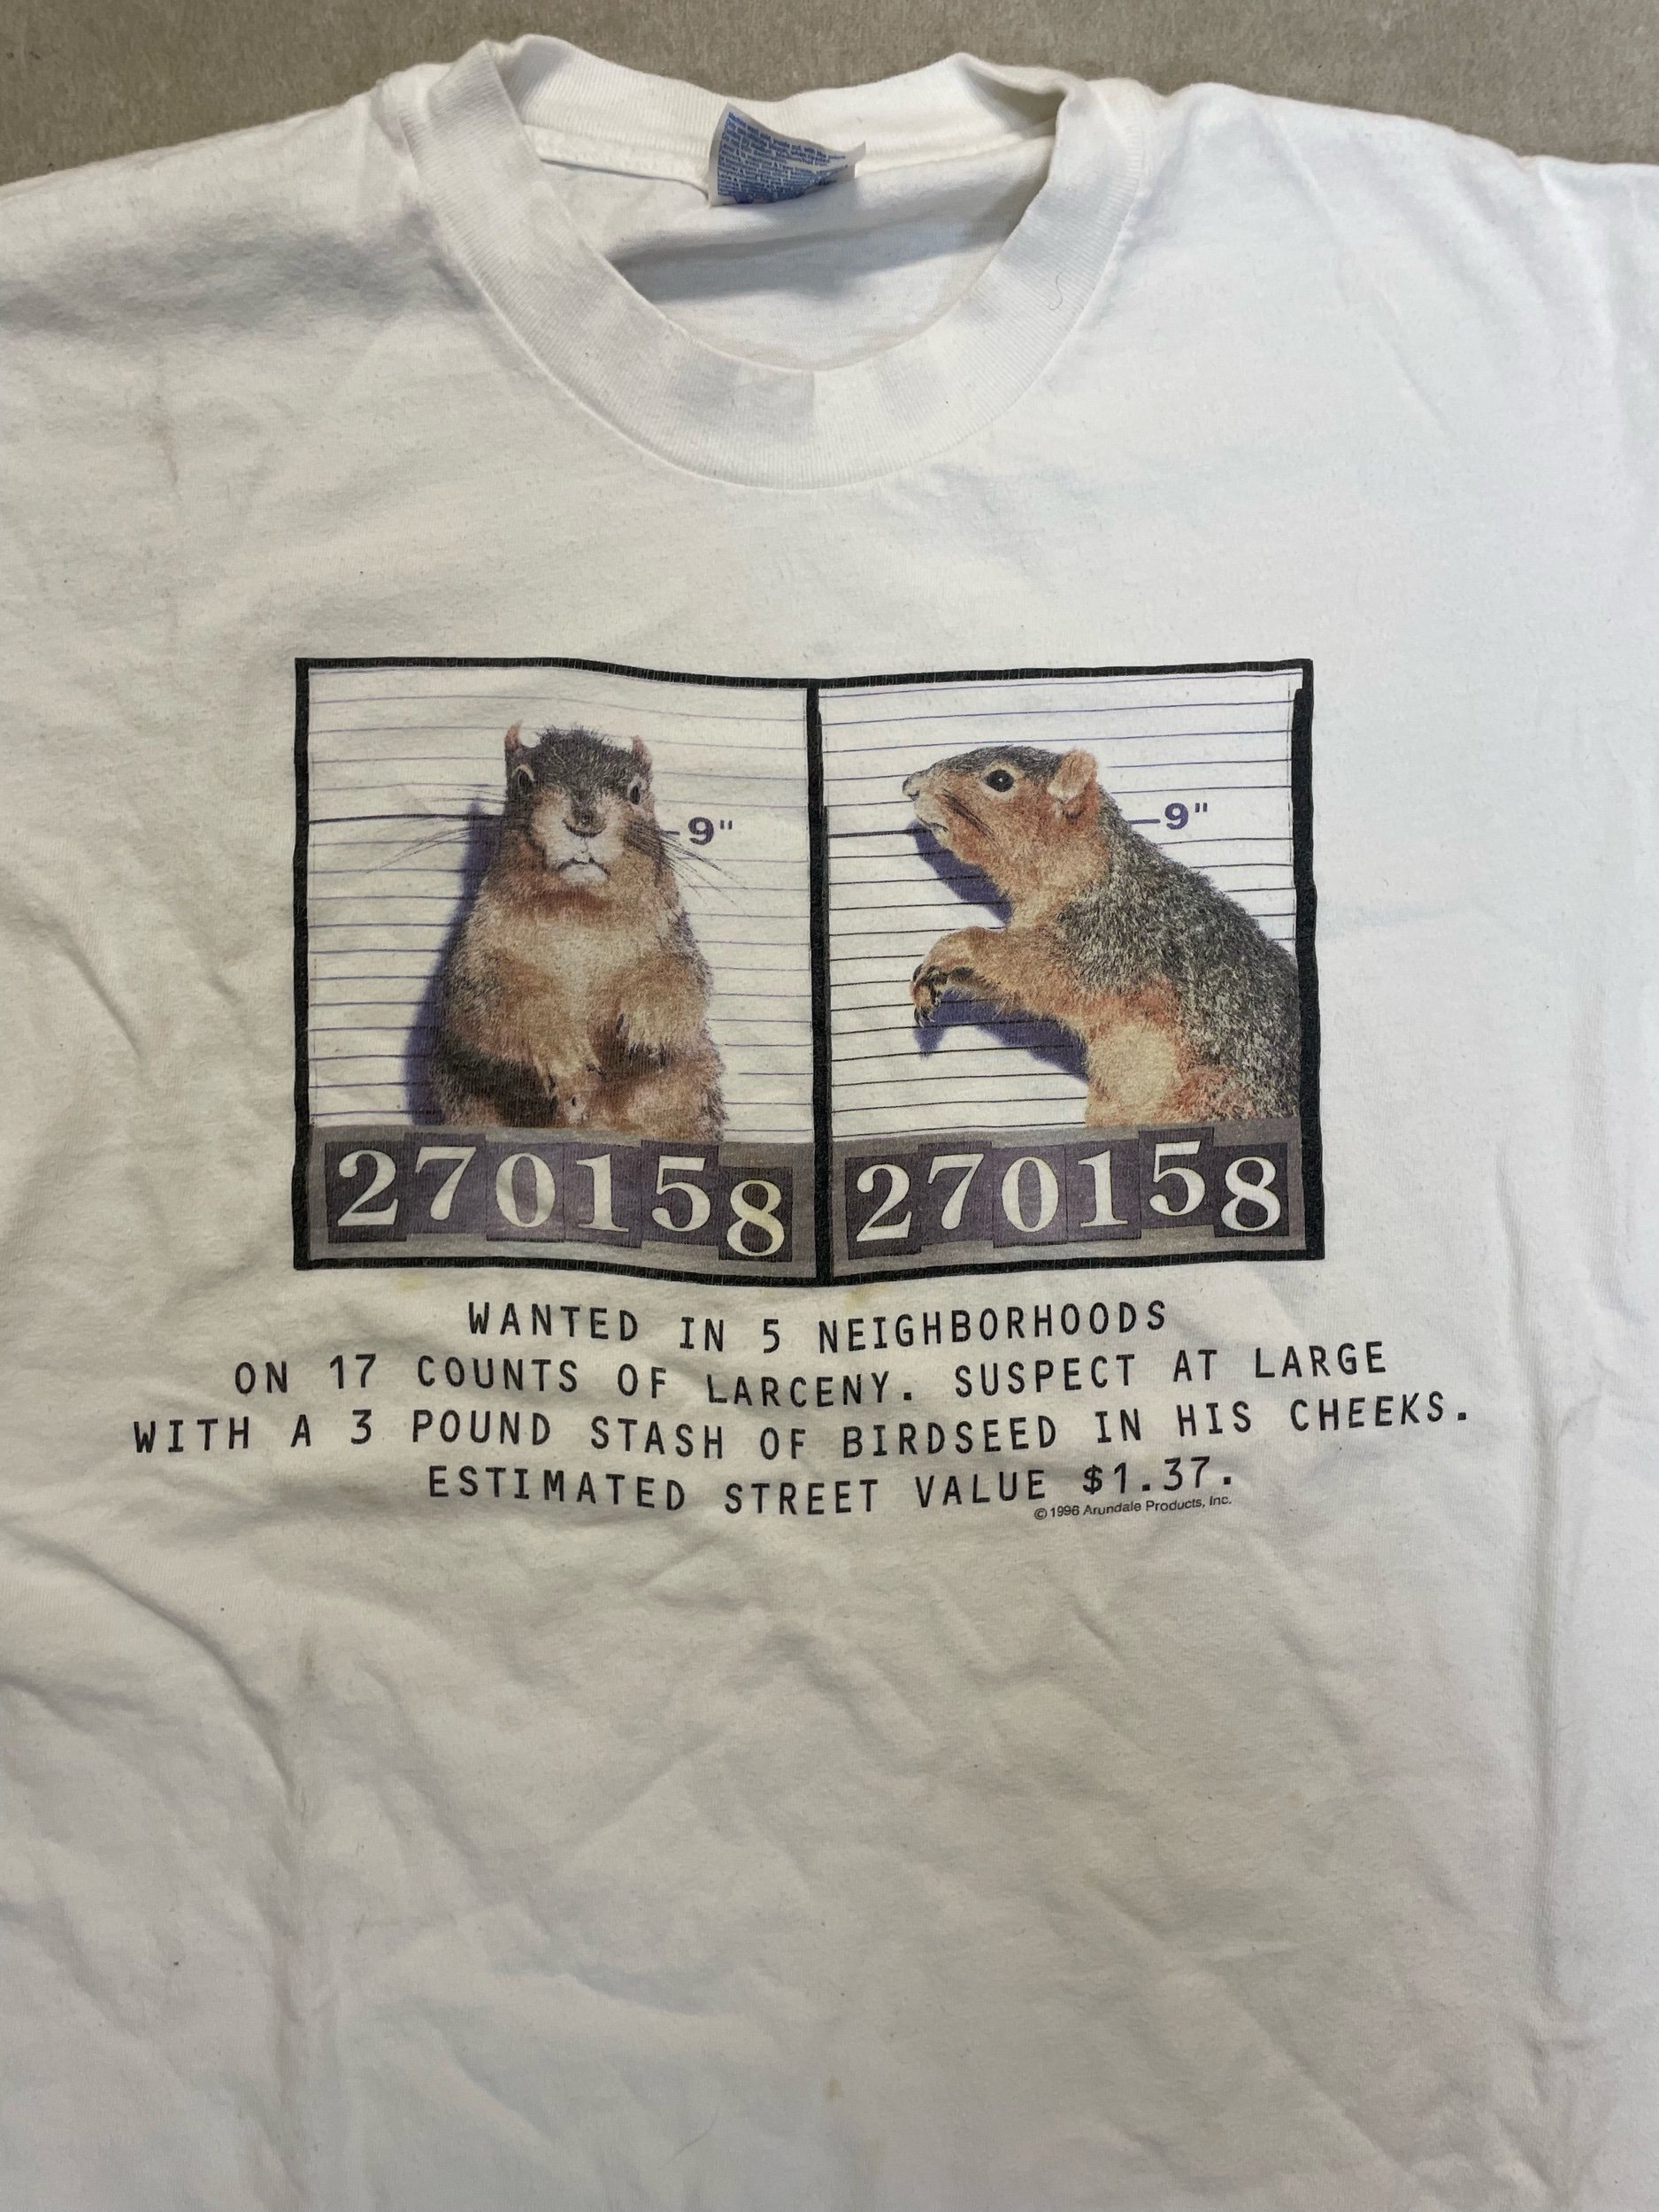 9" 9"
270158 270158
WANTED IN 5 NEIGHBORHOODS
ON 17 COUNTS OF LARCENY. SUSPECT AT LARGE
WITH A 3 POUND STASH OF BIRDSEED IN HIS CHEEKS.
ESTIMATED STREET VALUE $1.37.
©1996 Arundale Products, Inc.